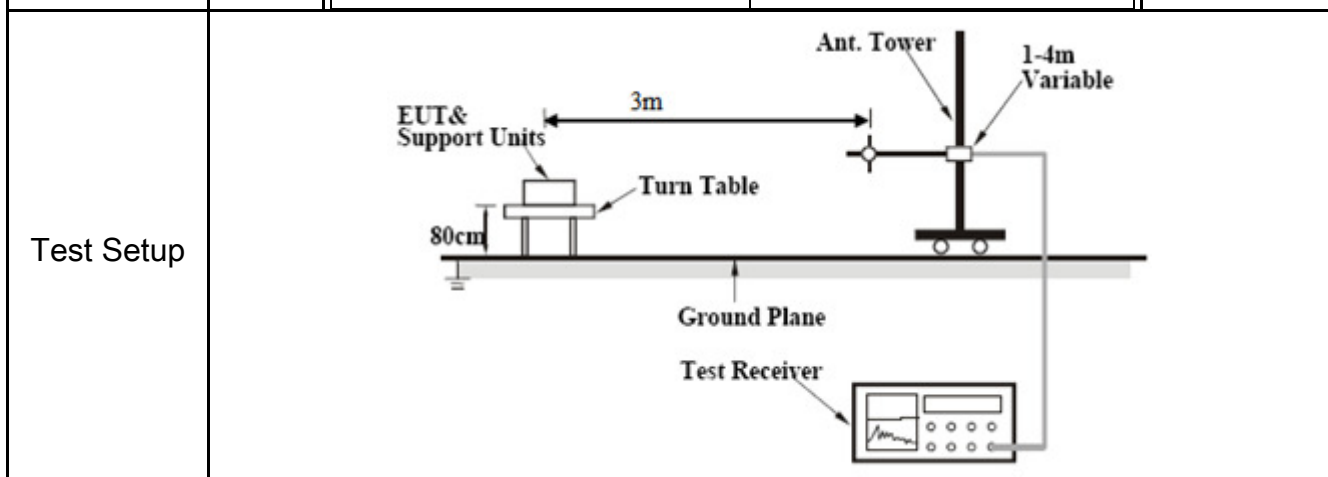 Test Setup
Ant. Tower
1-4m
Variable
3m
EUT&
Support Units
Turn Table
80cm
Ground Plane
Test Receiver